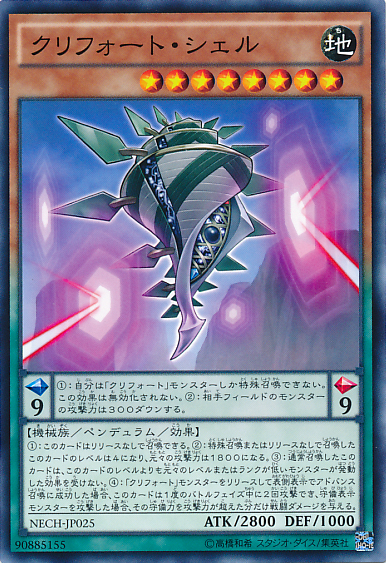 クリフォート・シェル
地
①:自分は「クリフォート」モンスターしか特殊召喚できない。
この効果は無効化されない。②:相手フィールドのモンスター
の攻撃力は300ダウンする。
9
9
【機械族/ペンデュラム/効果】
①:このカードはリリースなしで召喚できる。②:特殊召喚またはリリースなしで召喚した
このカードのレベルは4になり、元々の攻撃力は1800になる。③:通常召喚したこの
カードは、このカードのレベルよりも元々のレベルまたはランクが低いモンスターが発動
した効果を受けない。④:「クリフォート」モンスターをリリースして表側表示でアドバンス
召喚に成功した場合、このカードは1度のバトルフェイズ中に2回攻撃でき、守備表示
モンスターを攻撃した場合、その守備力を攻撃力が超えた分だけ戦闘ダメージを与える。
NECH-JP025
ATK/2800 DEF/1000
90885155
©高橋和希 スタジオ・ダイス/集英社